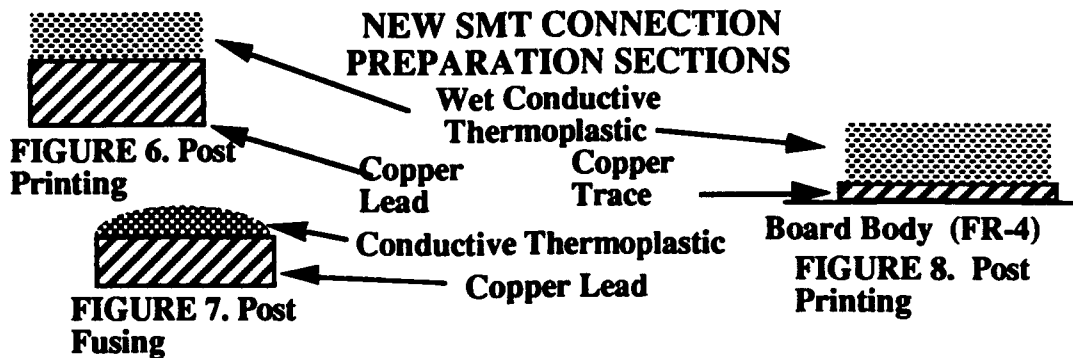 NEW SMT CONNECTION
PREPARATION SECTIONS
Wet Conductive
Thermoplastic
FIGURE 6. Post
Printing
Copper
Lead
Copper
Trace
Conductive Thermoplastic
Copper Lead
FIGURE 7. Post
Fusing
Board Body (FR-4)
FIGURE 8. Post
Printing